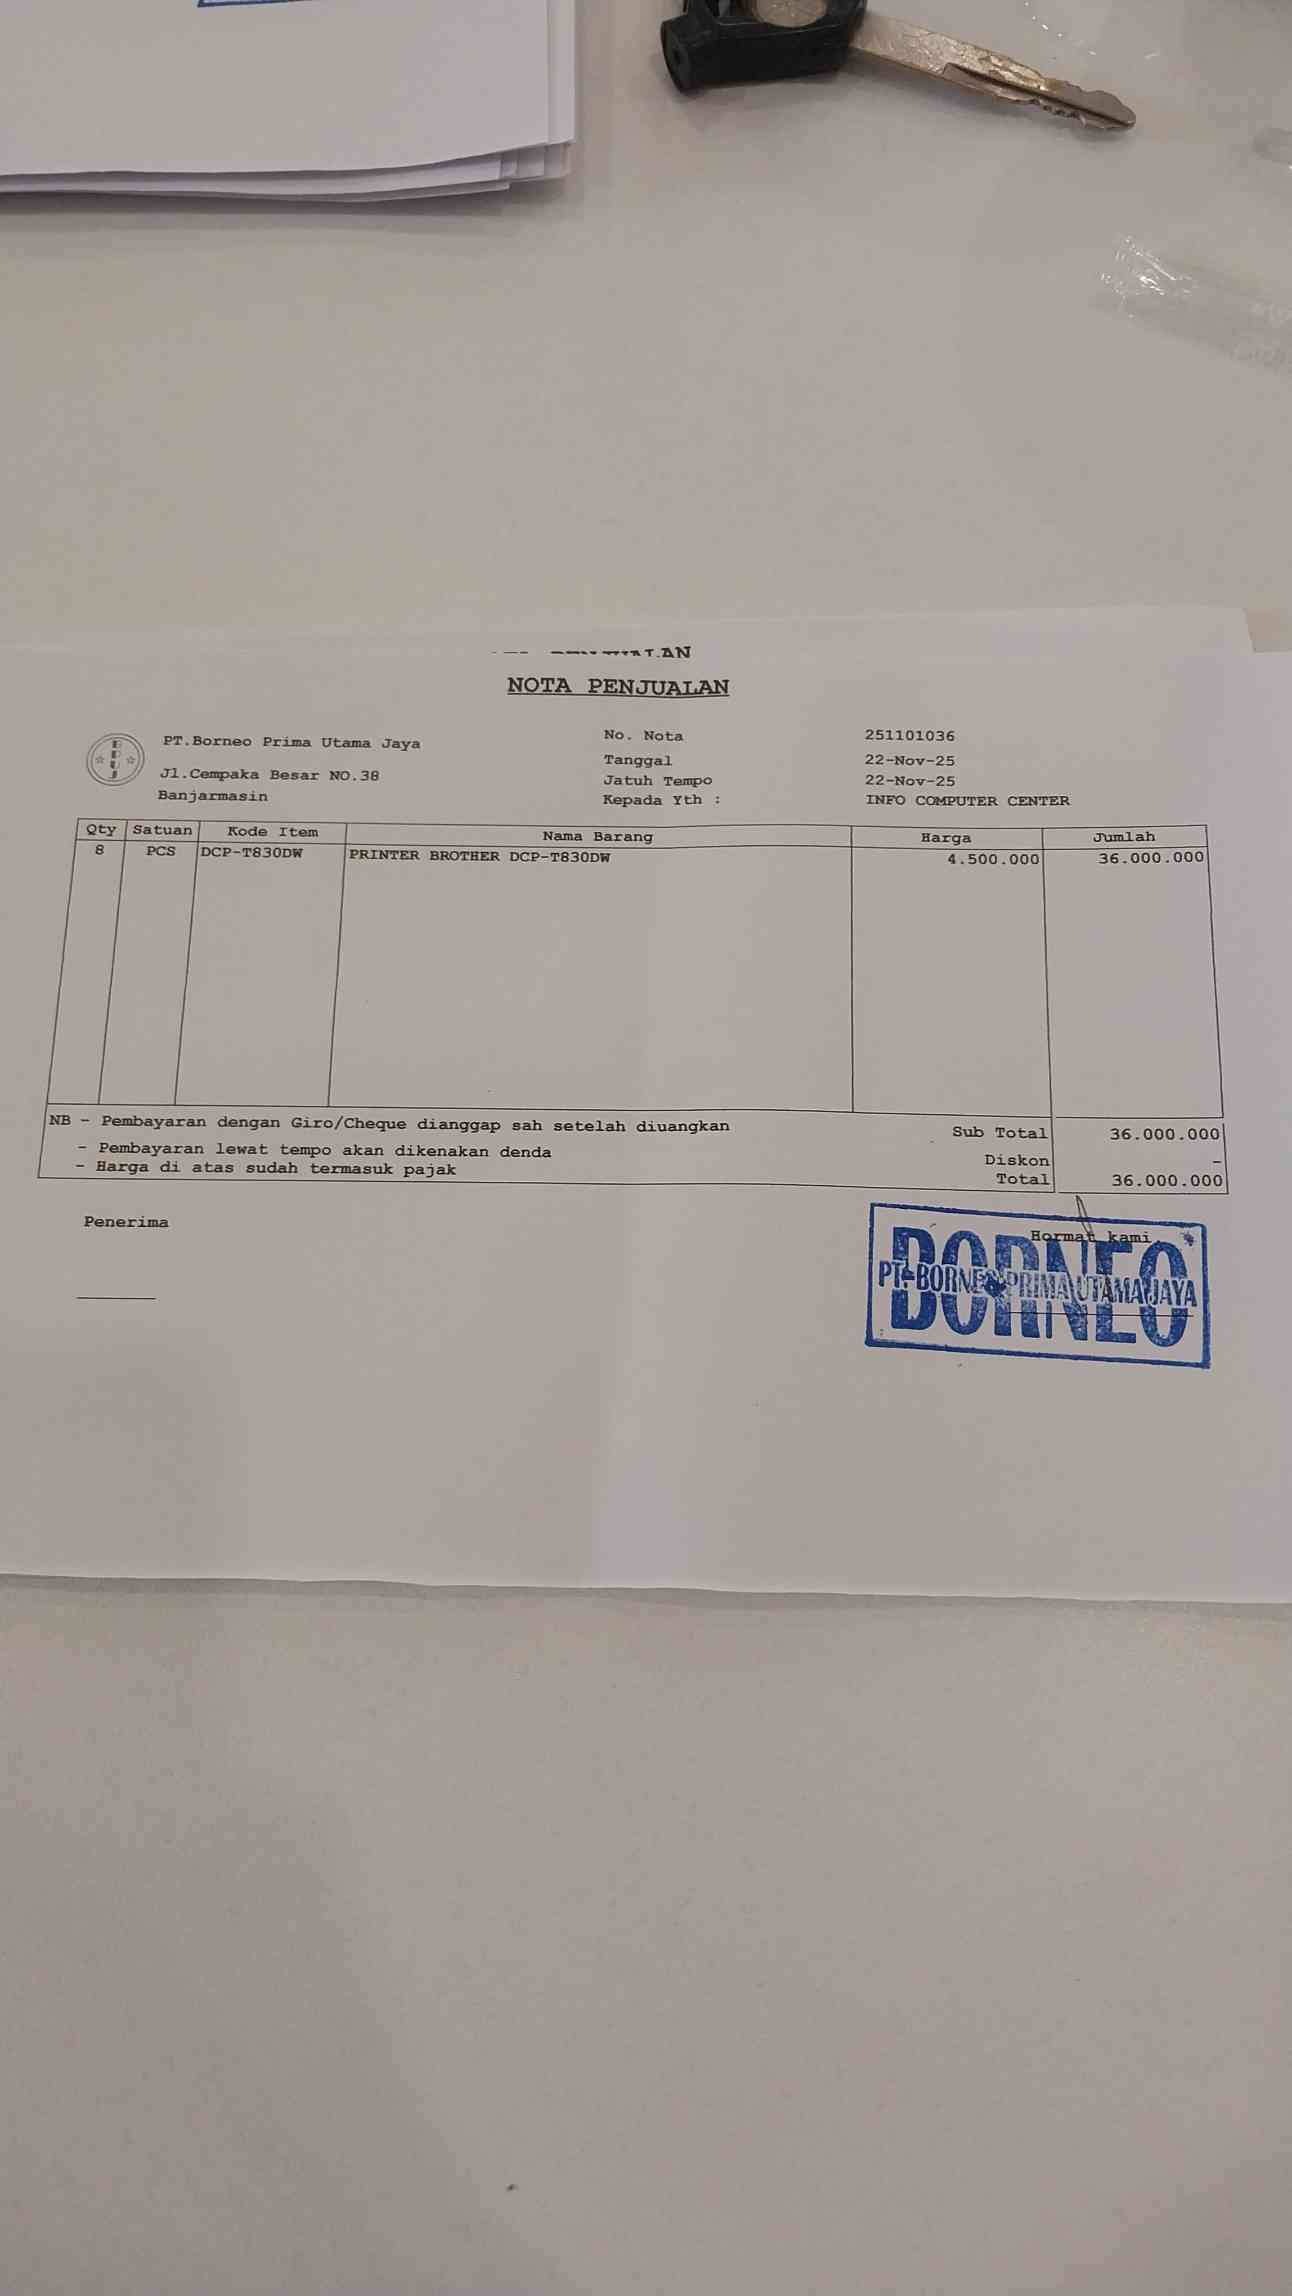 NOTA PENJUALAN
BPUJ
PT.Borneo Prima Utama Jaya
Jl.Cempaka Besar NO.38
Banjarmasin
No. Nota 251101036
Tanggal 22-Nov-25
Jatuh Tempo 22-Nov-25
Kepada Yth : INFO COMPUTER CENTER
Qty Satuan Kode Item Nama Barang Harga Jumlah
8 PCS DCP-T830DW PRINTER BROTHER DCP-T830DW 4.500.000 36.000.000
NB - Pembayaran dengan Giro/Cheque dianggap sah setelah diuangkan
- Pembayaran lewat tempo akan dikenakan denda
- Harga di atas sudah termasuk pajak
Sub Total 36.000.000
Diskon -
Total 36.000.000
Penerima
Hormat kami,
BORNEO
PT. BORNEO PRIMA UTAMA JAYA